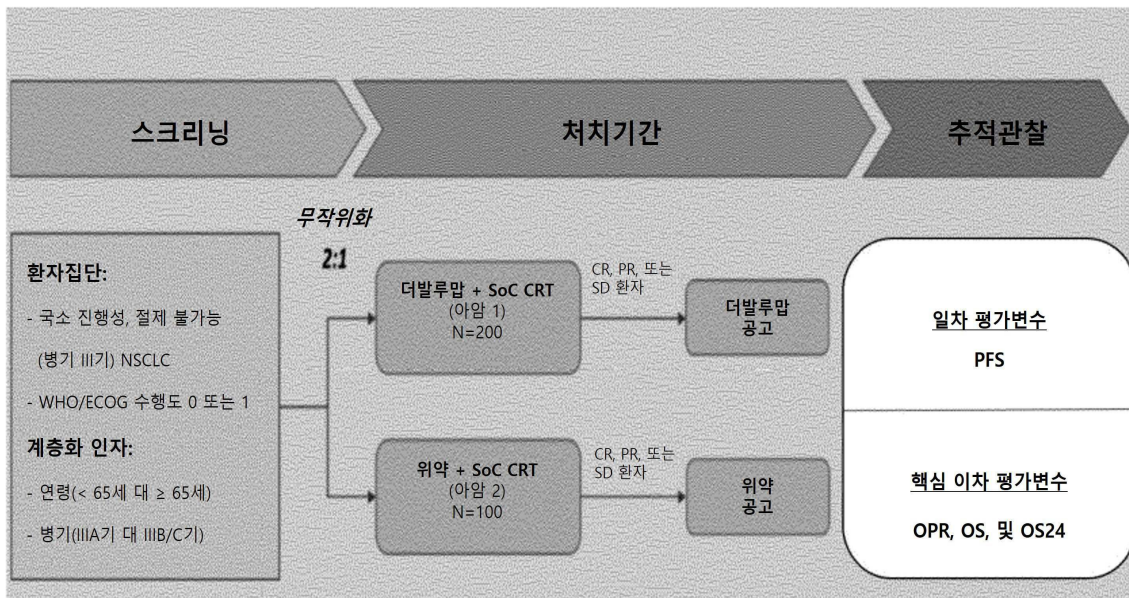 스크리닝
처치기간
추적관찰
무작위화
2:1
환자집단:
- 국소 진행성, 절제 불가능
(병기 III기) NSCLC
- WHO/ECOG 수행도 0 또는 1
계층화 인자:
- 연령(< 65세 대 ≥ 65세)
- 병기(IIIA기 대 IIIB/C기)
더발루맙 + SoC CRT
(아암 1)
N=200
CR, PR, 또는
SD 환자
더발루맙
공고
위약 + SoC CRT
(아암 2)
N=100
CR, PR, 또는
SD 환자
위약
공고
일차 평가변수
PFS
핵심 이차 평가변수
OPR, OS, 및 OS24